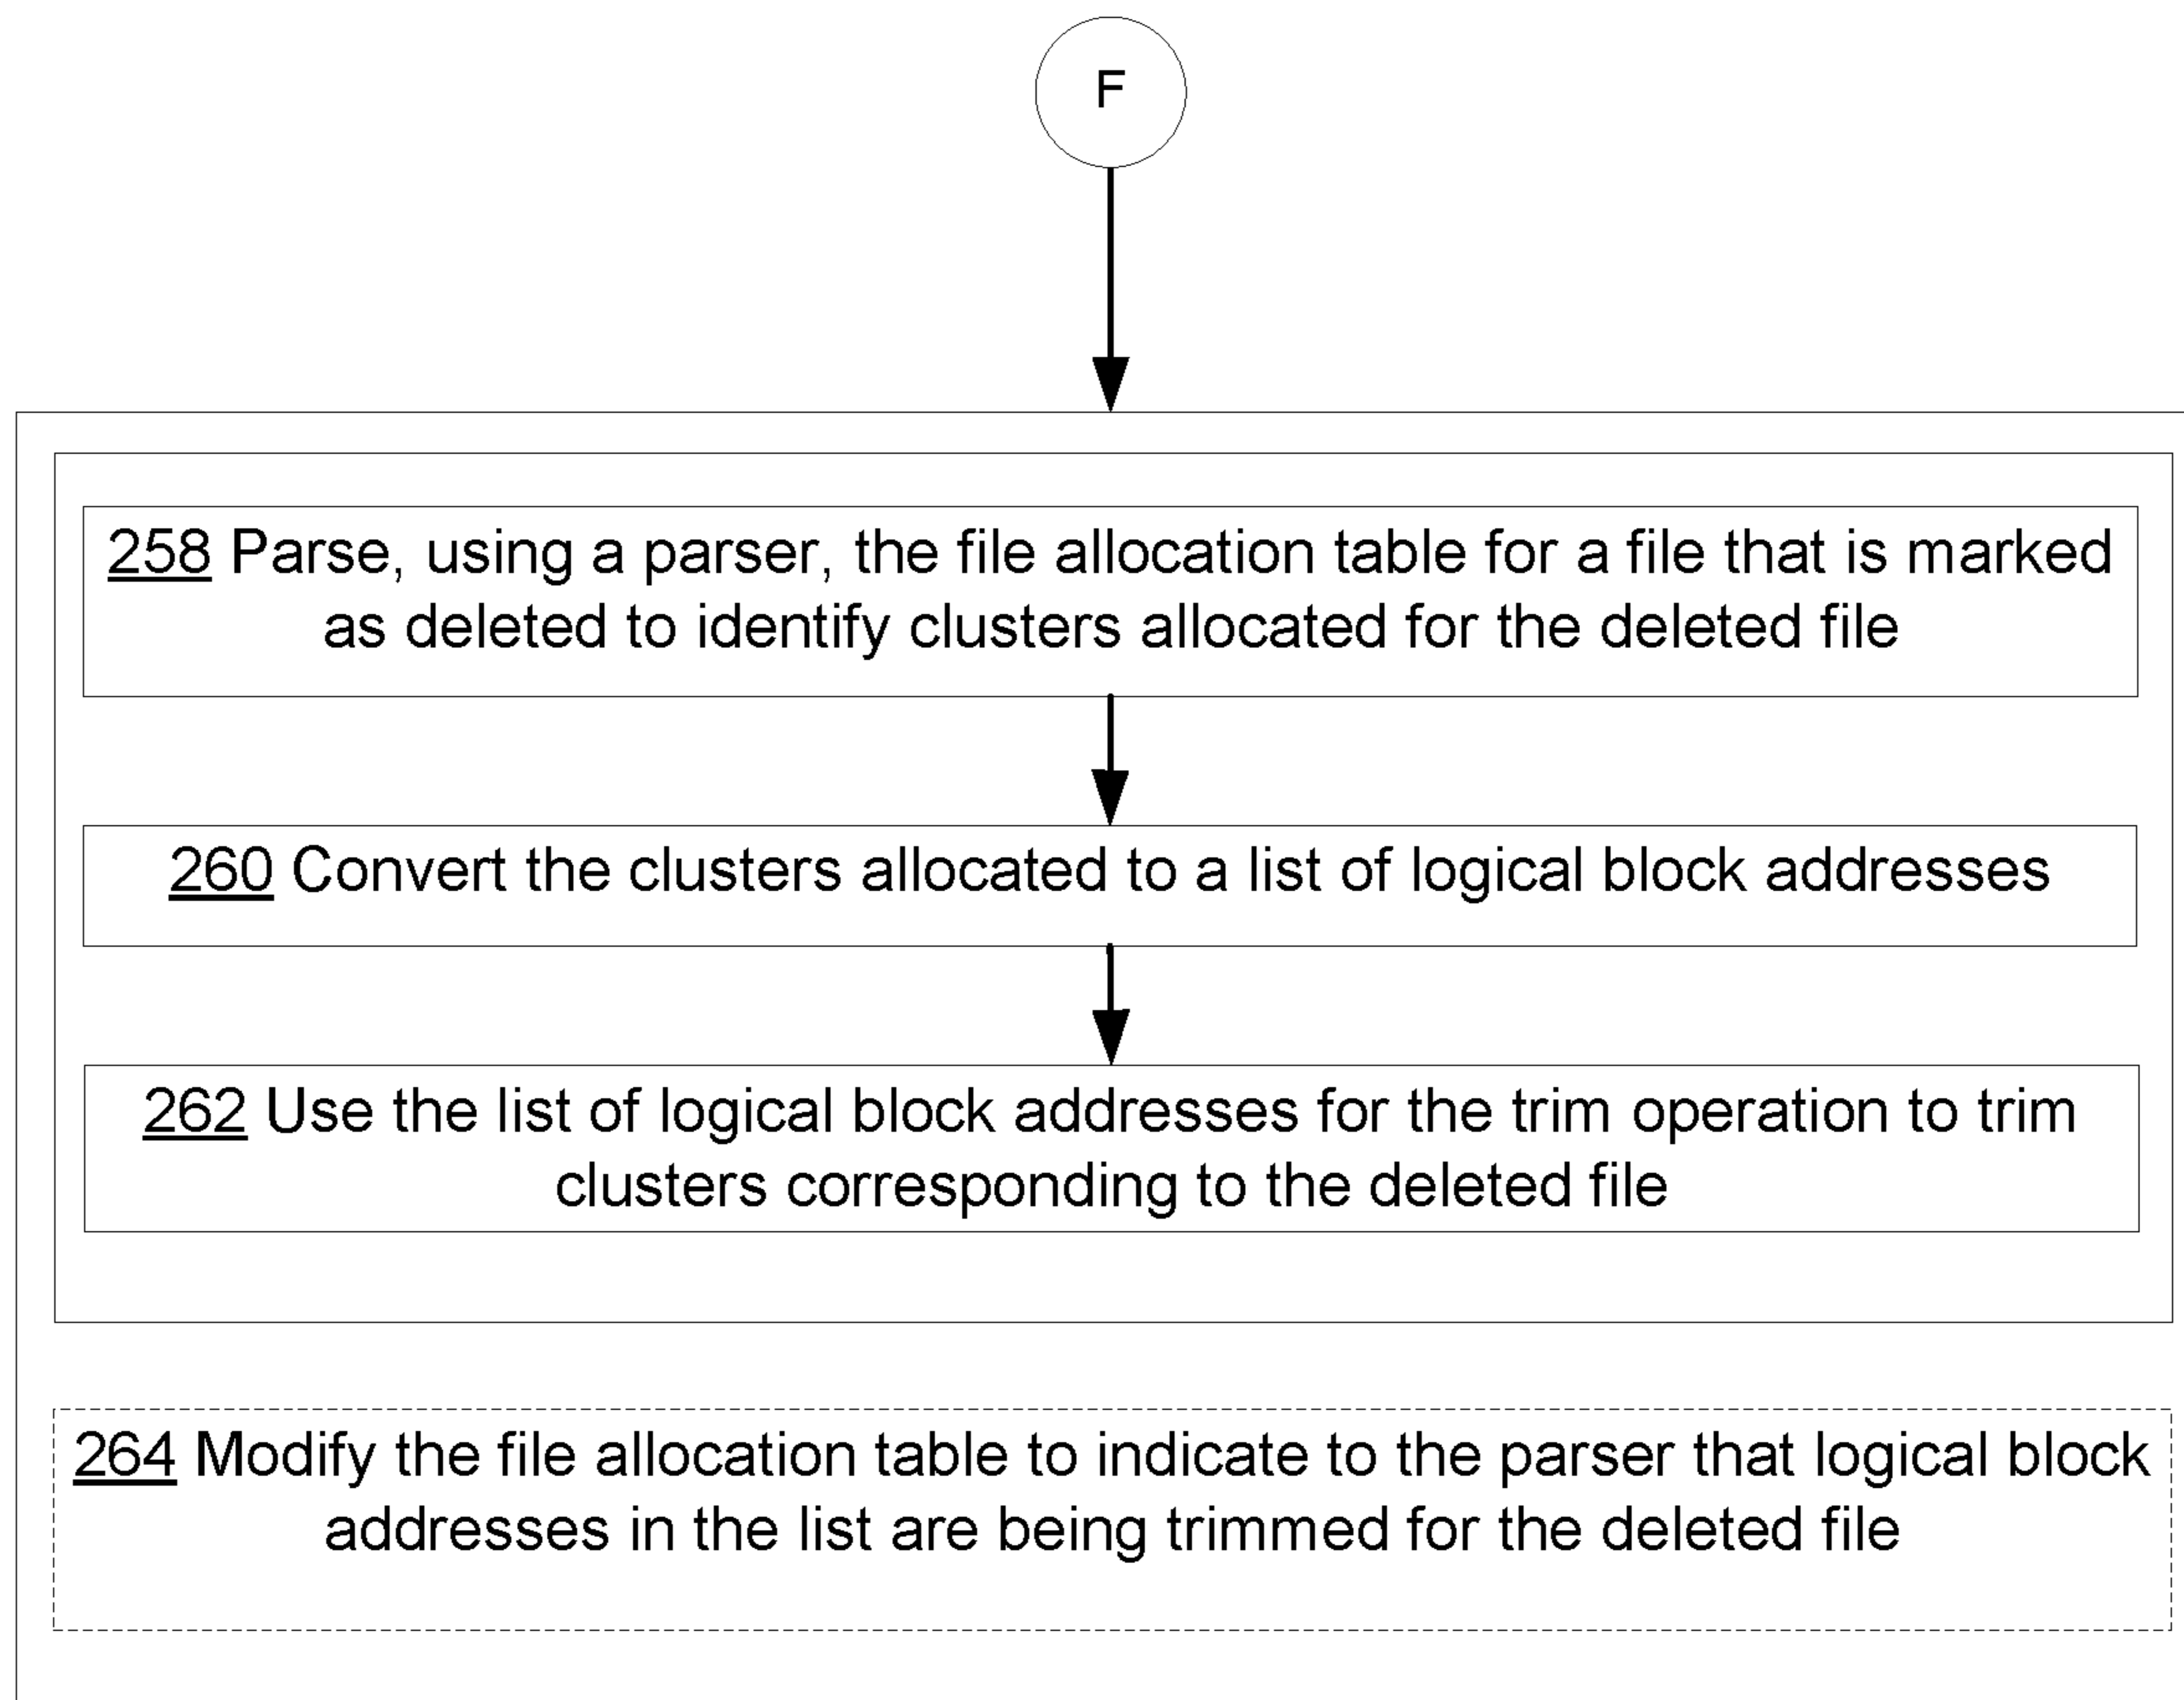 F
258 Parse, using a parser, the file allocation table for a file that is marked
as deleted to identify clusters allocated for the deleted file
260 Convert the clusters allocated to a list of logical block addresses
262 Use the list of logical block addresses for the trim operation to trim
clusters corresponding to the deleted file
264 Modify the file allocation table to indicate to the parser that logical block
addresses in the list are being trimmed for the deleted file